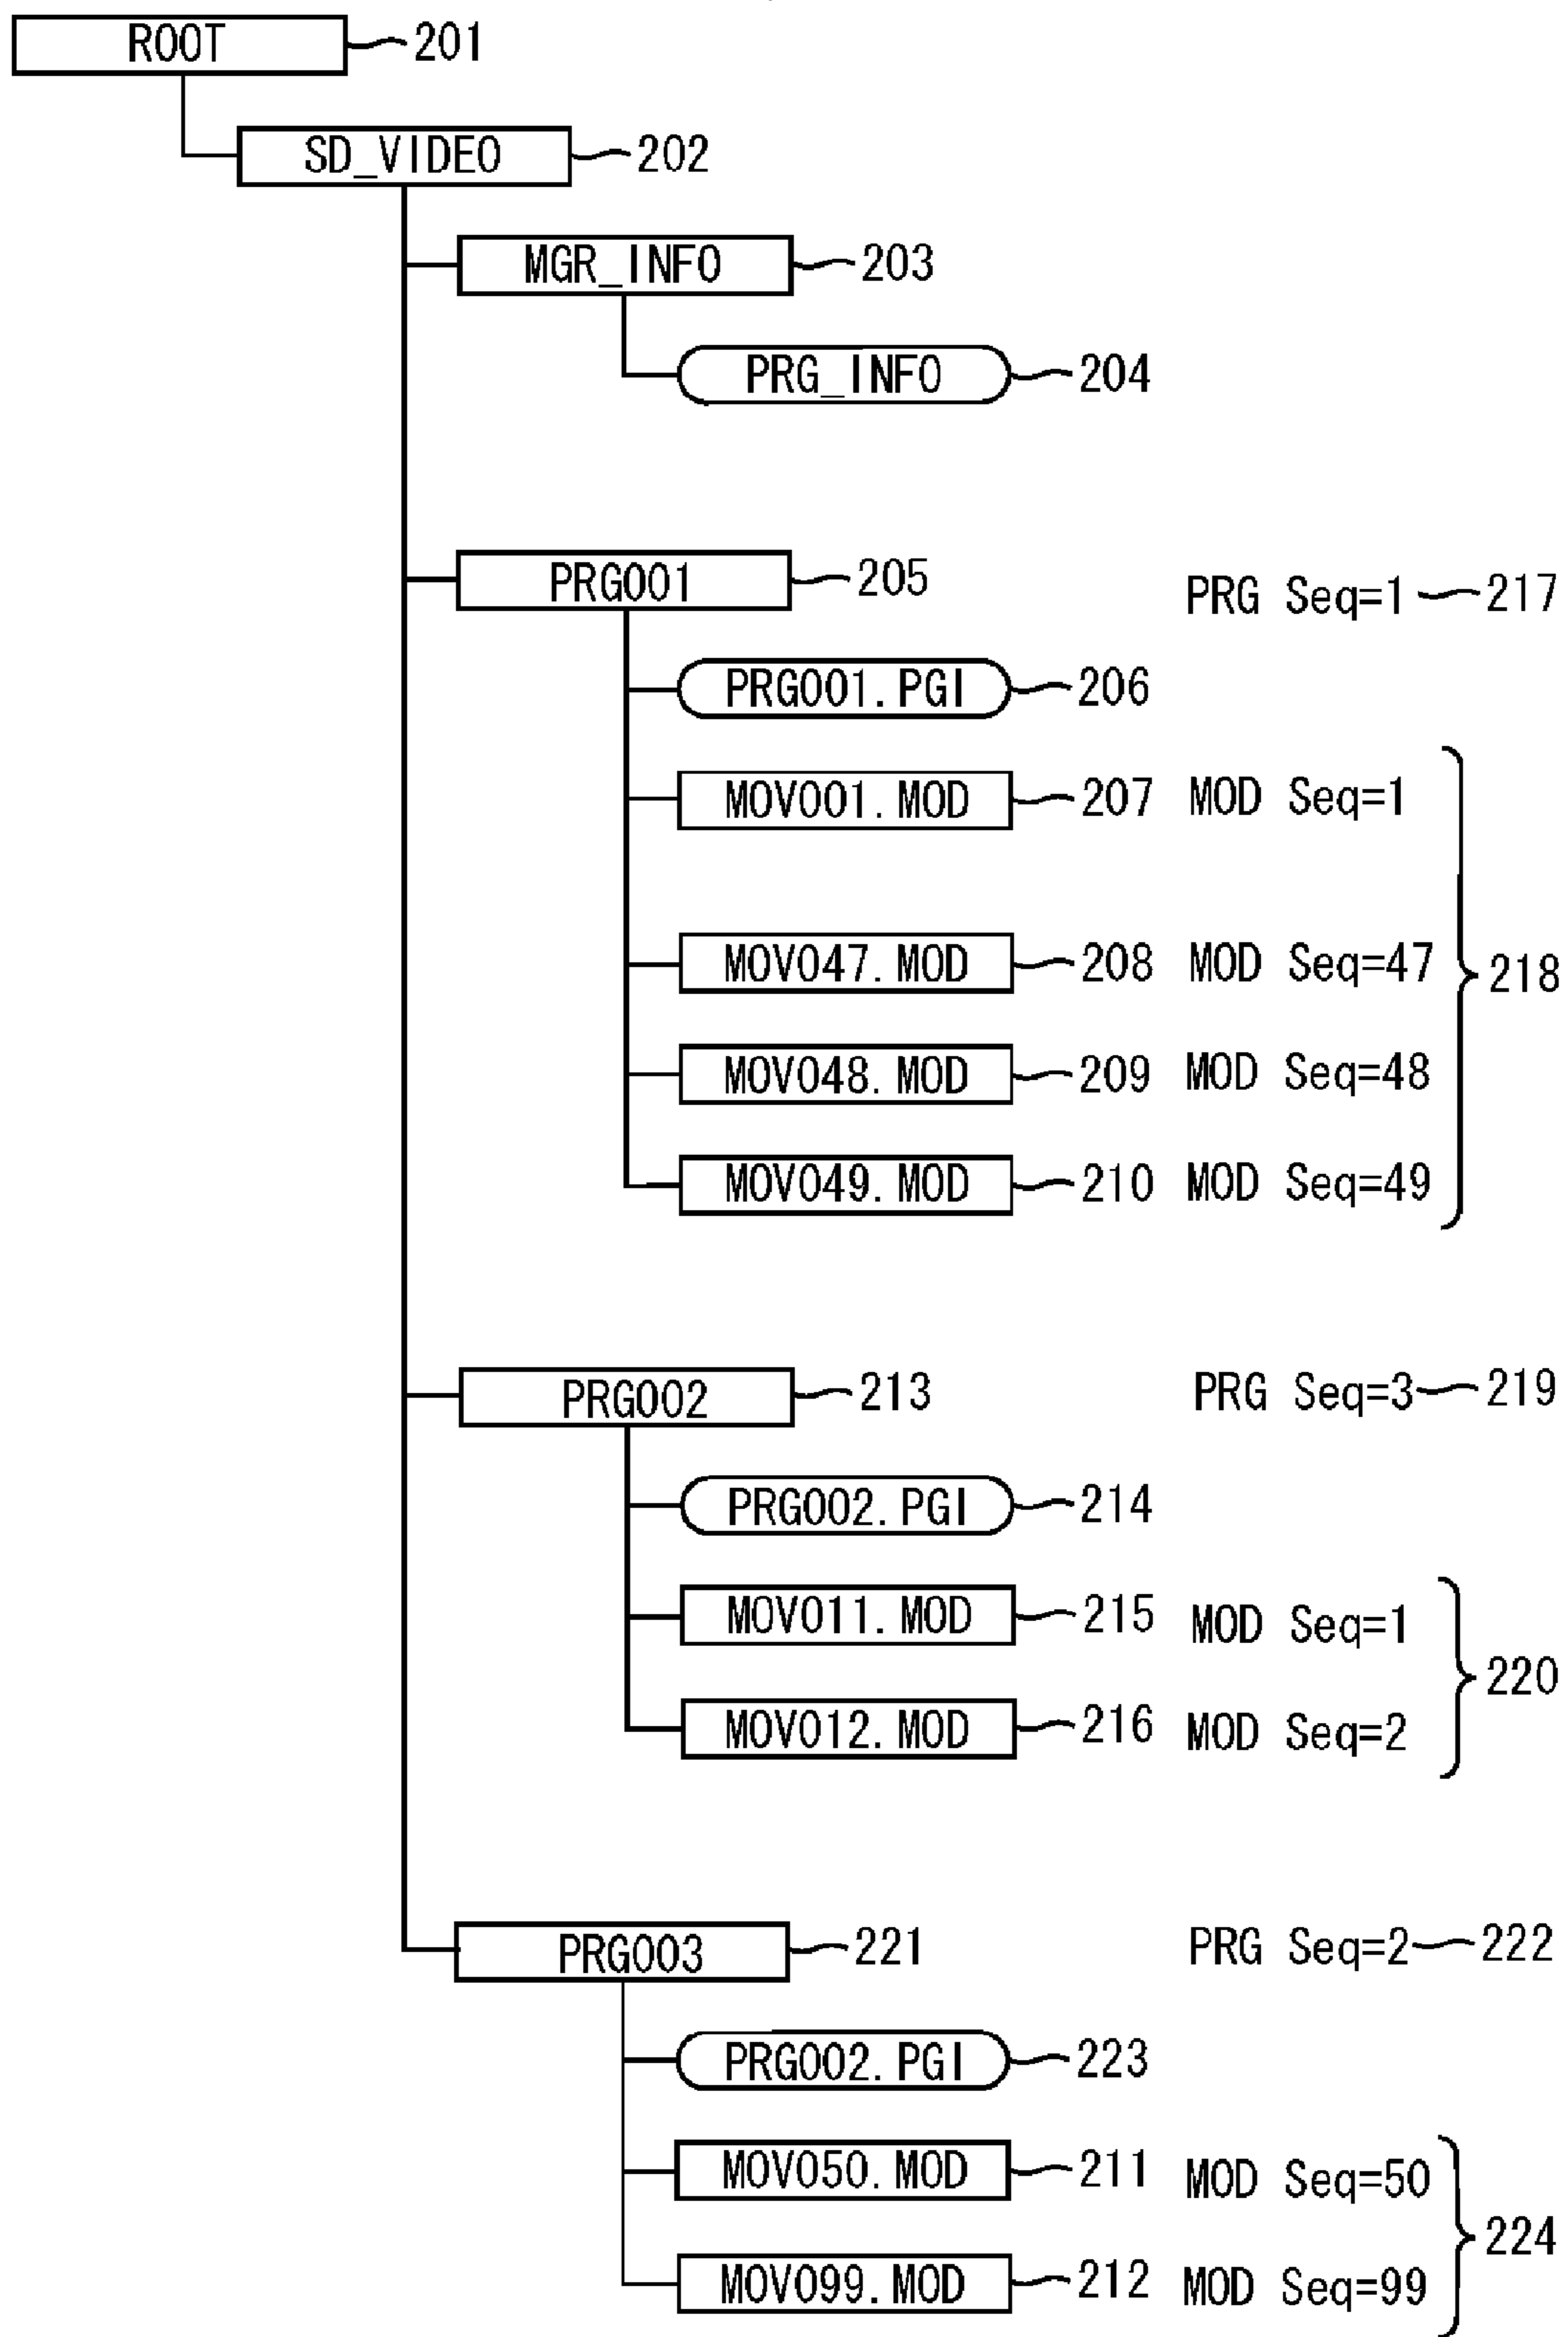 ROOT 201
SD_VIDEO 202
MGR_INFO 203
PRG_INFO 204
PRG001 205 PRG Seq=1 217
PRG001.PGI 206
MOV001.MOD 207 MOD Seq=1
MOV047.MOD 208 MOD Seq=47
218
MOV048.MOD 209 MOD Seq=48
MOV049.MOD 210 MOD Seq=49
PRG002 213 PRG Seq=3 219
PRG002.PGI 214
MOV011.MOD 215 MOD Seq=1
220
MOV012.MOD 216 MOD Seq=2
PRG003 221 PRG Seq=2 222
PRG002.PGI 223
MOV050.MOD 211 MOD Seq=50
224
MOV099.MOD 212 MOD Seq=99